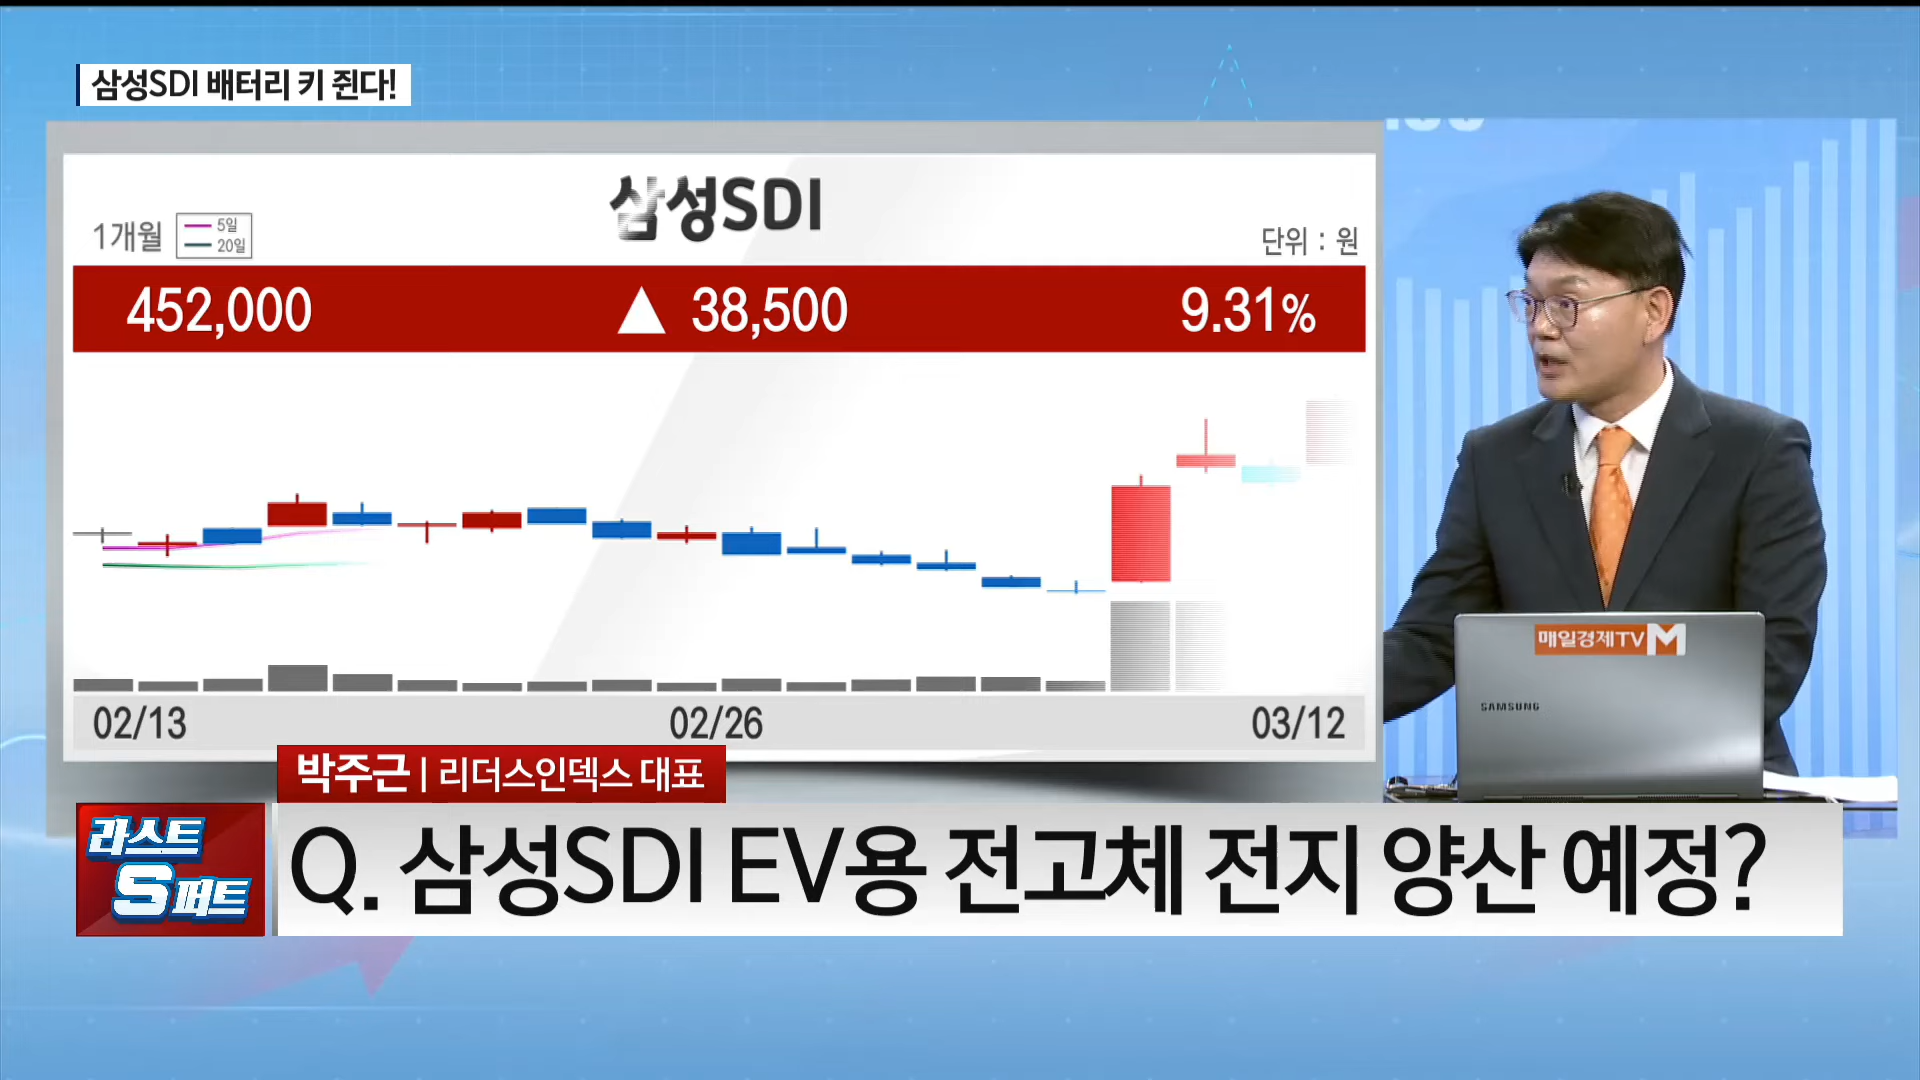 삼성SDI 배터리 키 쥔다!
삼성SDI
1개월
5일
20일
단위 : 원
452,000 ▲ 38,500 9.31%
02/13 02/26 03/12
매일경제TV M
SAMSUNG
박주근 | 리더스인덱스 대표
라스트
S퍼트
Q. 삼성SDI EV용 전고체 전지 양산 예정?